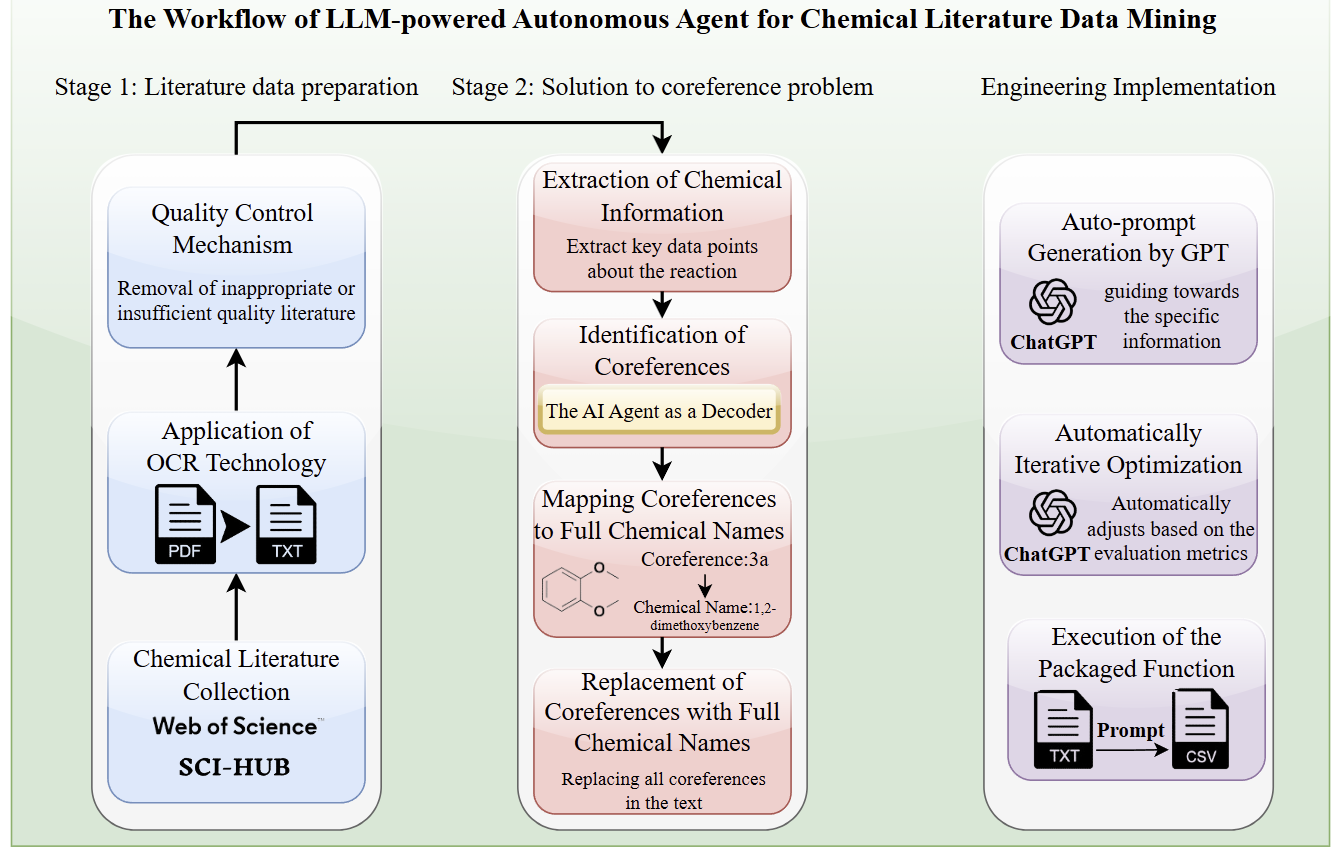 The Workflow of LLM-powered Autonomous Agent for Chemical Literature Data Mining
Stage 1: Literature data preparation
Quality Control
Mechanism
Removal of inappropriate or
insufficient quality literature
Application of
OCR Technology
PDF
TXT
Chemical Literature
Collection
Web of Science™
SCI-HUB
Stage 2: Solution to coreference problem
Extraction of Chemical
Information
Extract key data points
about the reaction
Identification of
Coreferences
The AI Agent as a Decoder
Mapping Coreferences
to Full Chemical Names
Coreference:3a
O
O
Chemical Name:1,2-
dimethoxybenzene
Replacement of
Coreferences with Full
Chemical Names
Replacing all coreferences
in the text
Engineering Implementation
Auto-prompt
Generation by GPT
ChatGPT
guiding towards
the specific
information
Automatically
Iterative Optimization
ChatGPT
Automatically
adjusts based on the
evaluation metrics
Execution of the
Packaged Function
TXT
Prompt
CSV